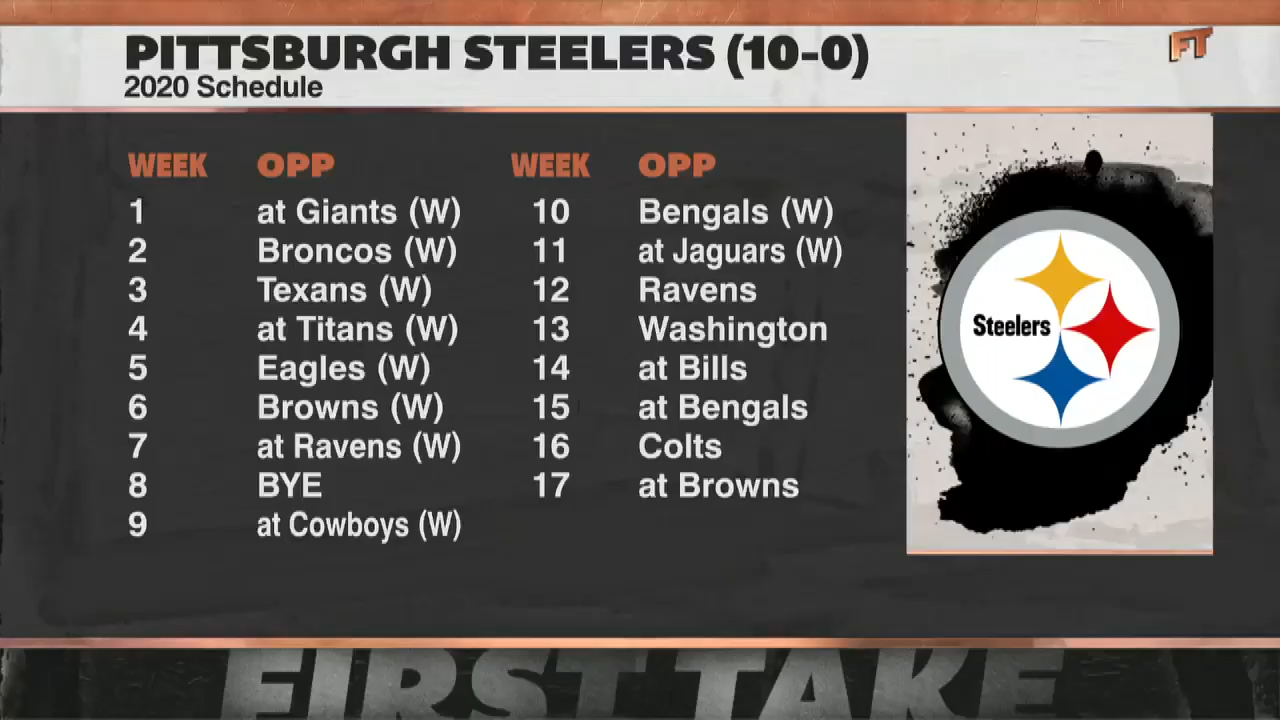 PITTSBURGH STEELERS (10-0)
2020 Schedule
FT
WEEK OPP WEEK OPP
1 at Giants (W) 10 Bengals (W)
2 Broncos (W) 11 at Jaguars (W)
3 Texans (W) 12 Ravens
4 at Titans (W) 13 Washington
5 Eagles (W) 14 at Bills
6 Browns (W) 15 at Bengals
7 at Ravens (W) 16 Colts
8 BYE 17 at Browns
9 at Cowboys (W)
Steelers
FIRST TAKE